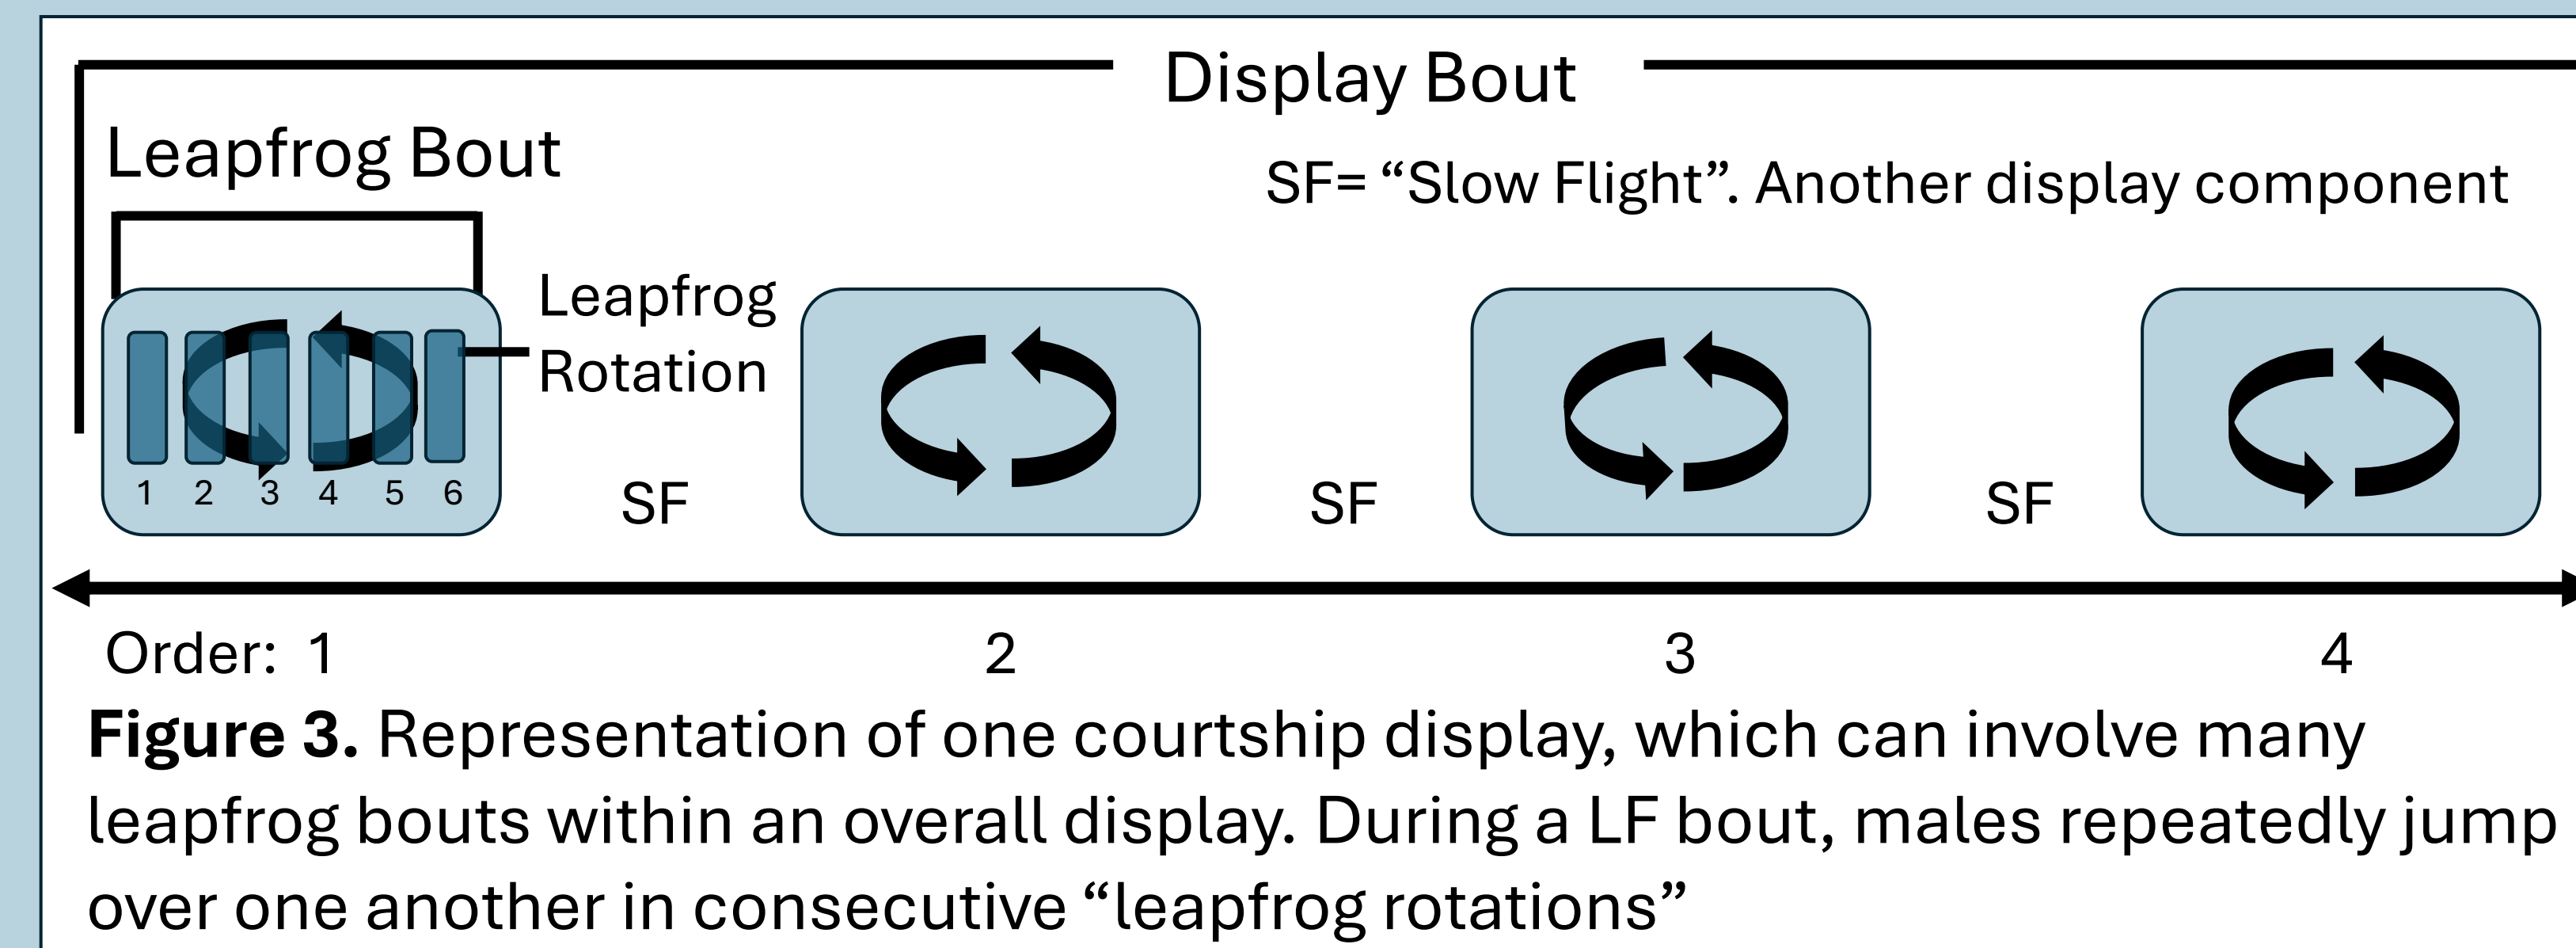 Display Bout
Leapfrog Bout
SF= “Slow Flight”. Another display component
Leapfrog
Rotation
1 2 3 4 5 6
SF SF SF
Order: 1 2 3 4
Figure 3. Representation of one courtship display, which can involve many
leapfrog bouts within an overall display. During a LF bout, males repeatedly jump
over one another in consecutive “leapfrog rotations”